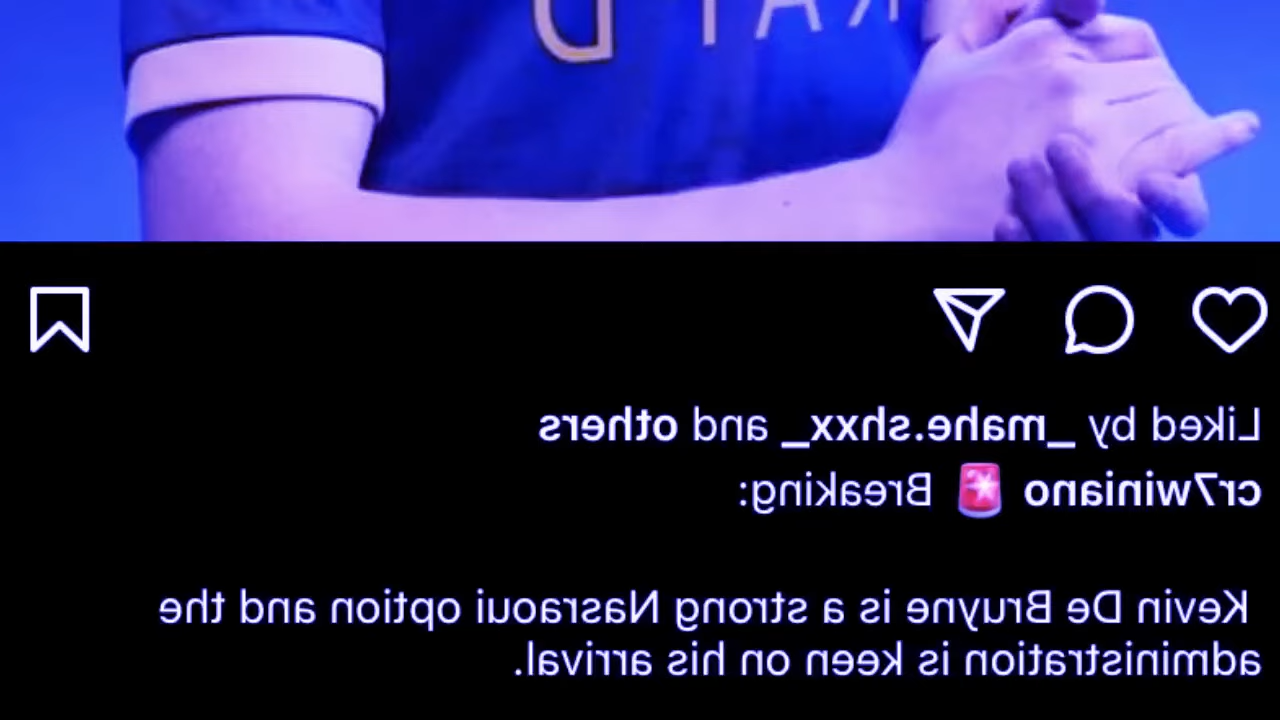 Liked by _mahe.shxx_ and others
cr7winiano 🚨 Breaking:
Kevin De Bruyne is a strong Nasraoui option and the
administration is keen on his arrival.